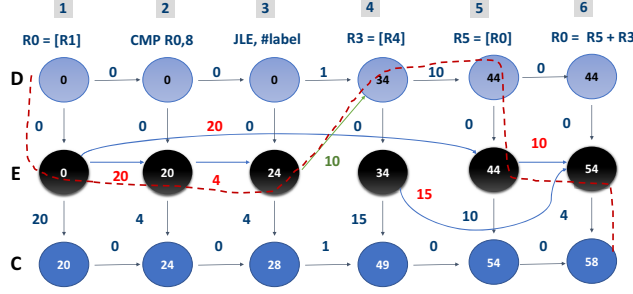 1 2 3 4 5 6
R0 = [R1] CMP R0,8 JLE, #label R3 = [R4] R5 = [R0] R0 = R5 + R3
D 0 0 0 0 0 1 34 10 44 0 44
0 0 20 0 0 0 0
10 10
E 0 20 20 4 24 34 44 54
15
20 4 4 15 10 4
C 20 0 24 0 28 1 49 0 54 0 58